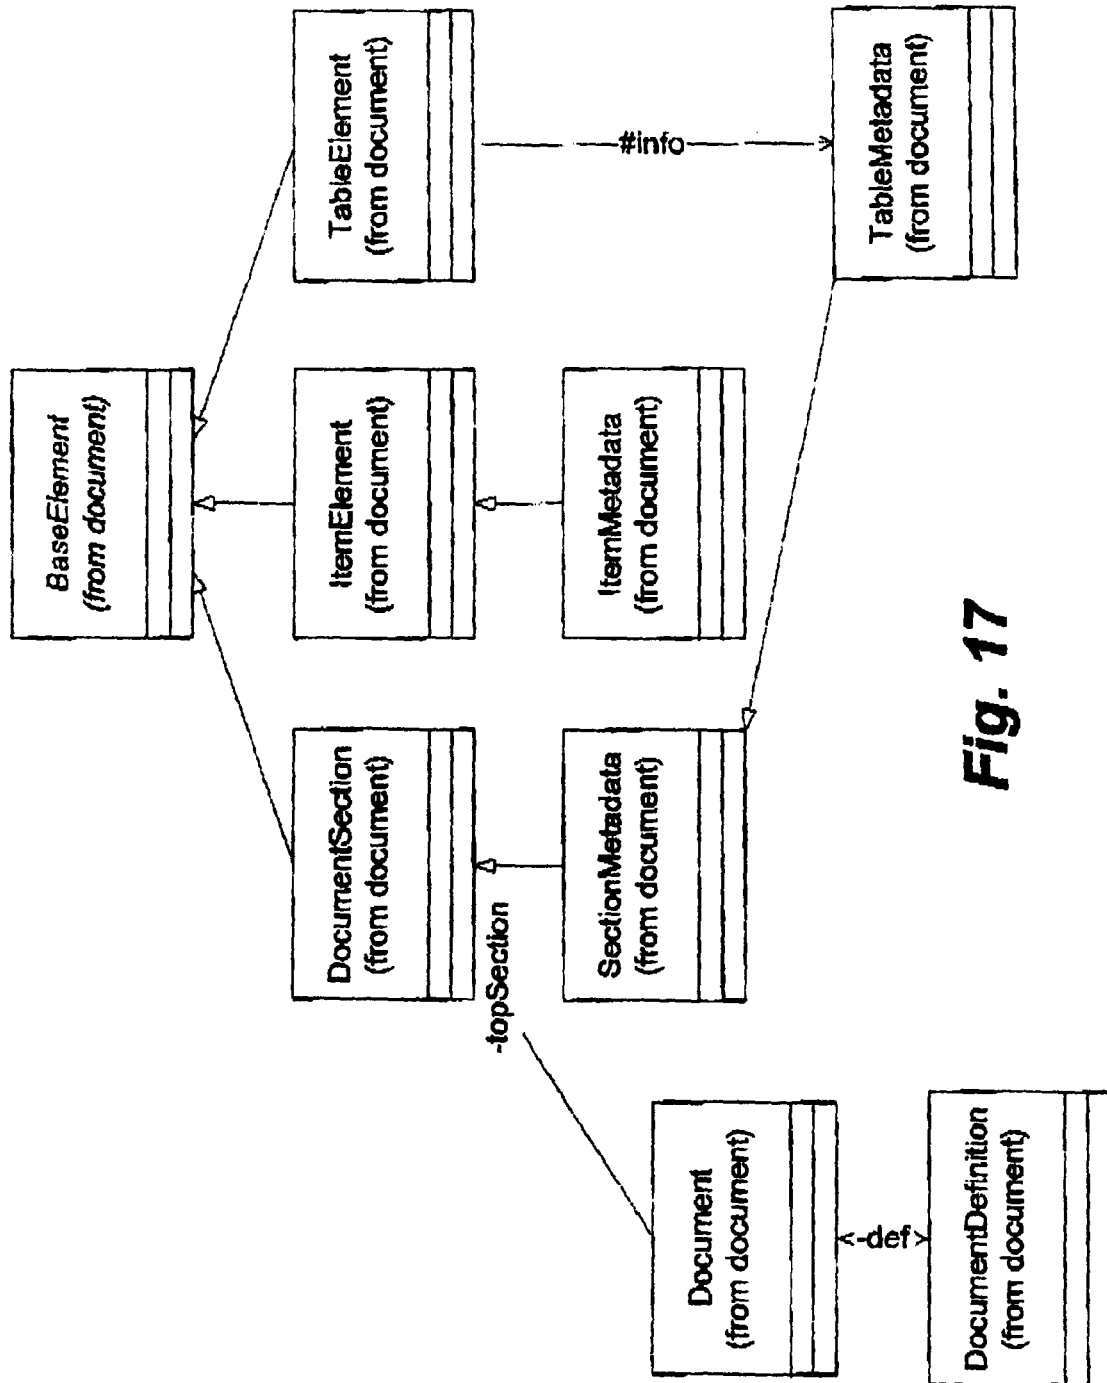 BaseElement
(from document)
DocumentSection
(from document)
ItemElement
(from document)
TableElement
(from document)
-topSection
#info
SectionMetadata
(from document)
ItemMetadata
(from document)
TableMetadata
(from document)
Document
(from document)
-def
DocumentDefinition
(from document)
Fig. 17